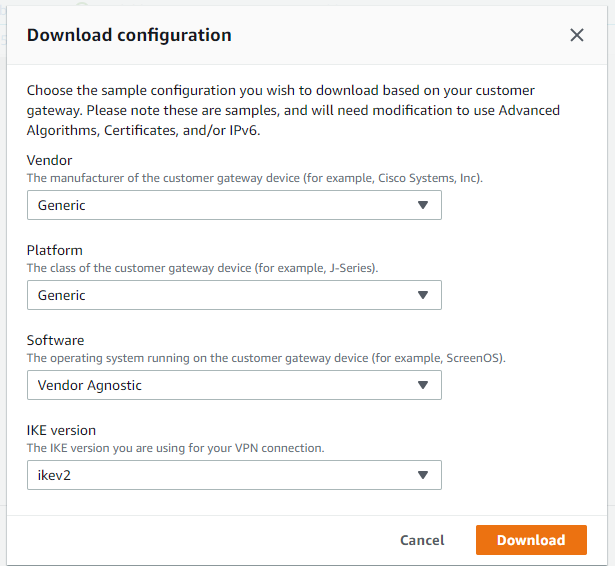 Download configuration
Choose the sample configuration you wish to download based on your customer
gateway. Please note these are samples, and will need modification to use Advanced
Algorithms, Certificates, and/or IPv6.
Vendor
The manufacturer of the customer gateway device (for example, Cisco Systems, Inc).
Generic
Platform
The class of the customer gateway device (for example, J-Series).
Generic
Software
The operating system running on the customer gateway device (for example, ScreenOS).
Vendor Agnostic
IKE version
The IKE version you are using for your VPN connection.
ikev2
Cancel
Download